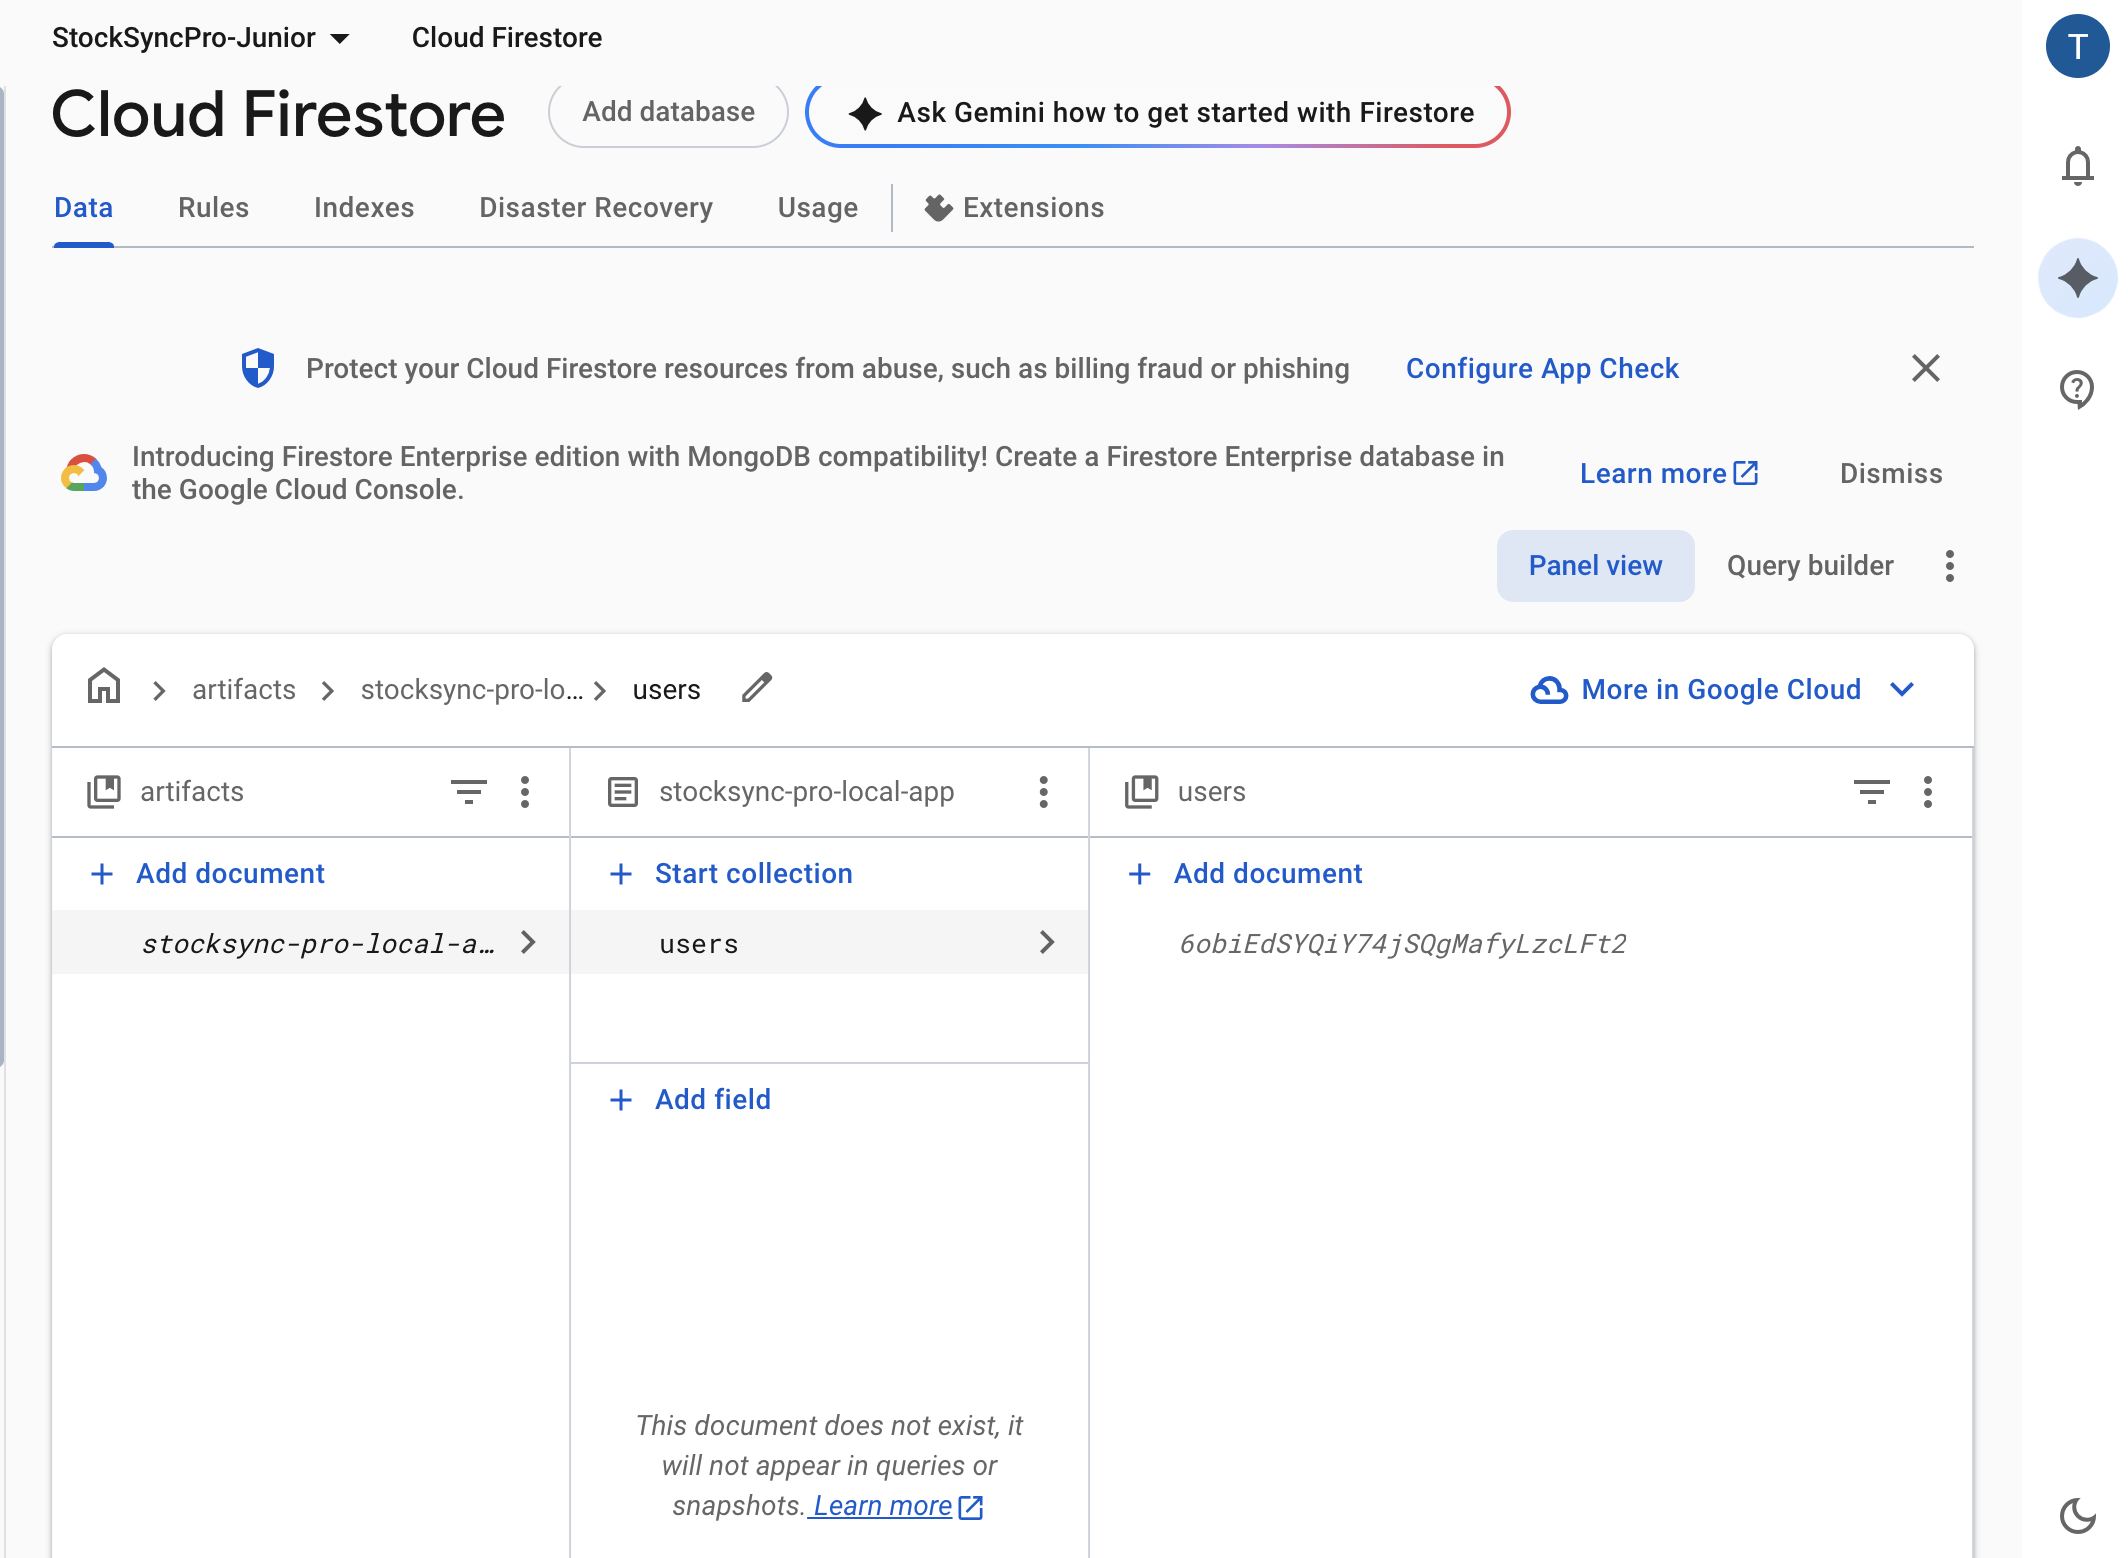 StockSyncPro-Junior
Cloud Firestore
T
Cloud Firestore
Add database
Ask Gemini how to get started with Firestore
Data
Rules
Indexes
Disaster Recovery
Usage
Extensions
Protect your Cloud Firestore resources from abuse, such as billing fraud or phishing
Configure App Check
Introducing Firestore Enterprise edition with MongoDB compatibility! Create a Firestore Enterprise database in
the Google Cloud Console.
Learn more
Dismiss
Panel view
Query builder
artifacts
stocksync-pro-lo...
users
More in Google Cloud
artifacts
stocksync-pro-local-app
users
Add document
Start collection
Add document
stocksync-pro-local-a...
users
6obiEdSYQiY74jSQgMafyLzcLFt2
Add field
This document does not exist, it
will not appear in queries or
snapshots. Learn more